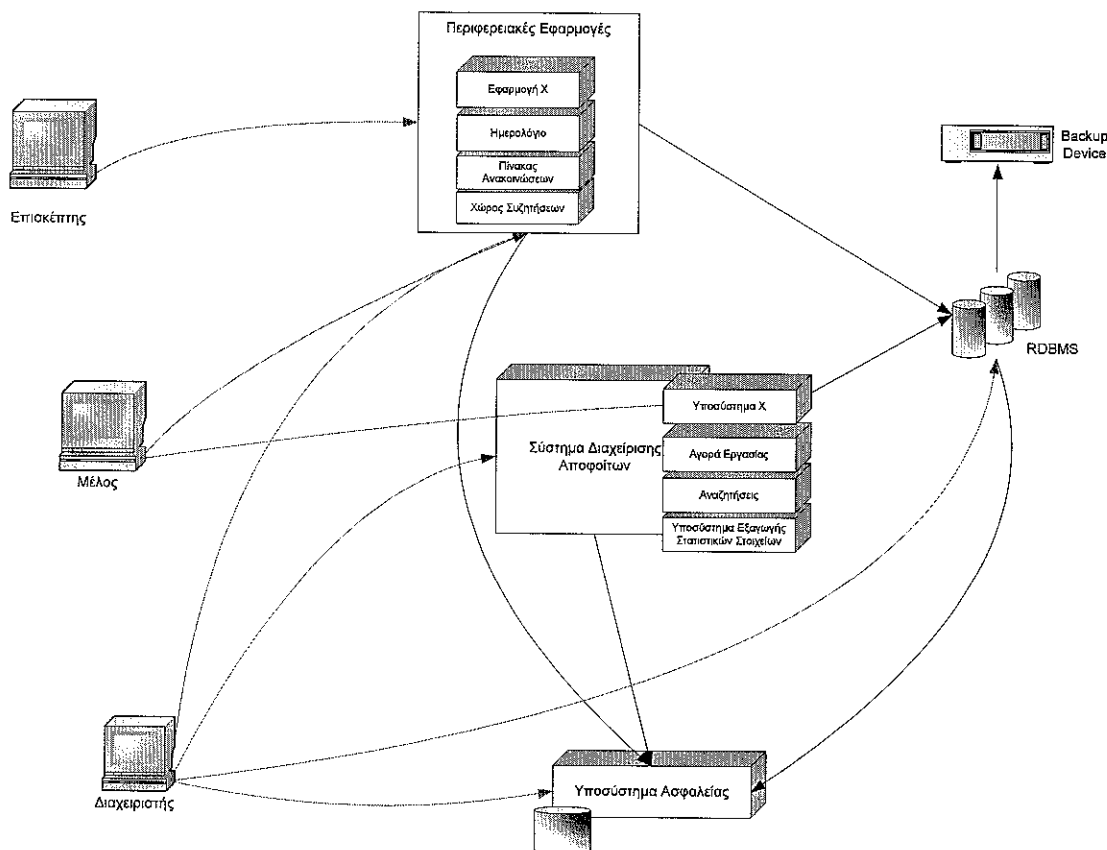 Περιφερειακές Εφαρμογές
Εφαρμογή Χ
Ημερολόγιο
Πίνακας
Ανακοινώσεων
Χώρος Συζητήσεων
Επισκέπτης
Backup
Device
RDBMS
Υποσύστημα Χ
Σύστημα Διαχείρισης
Αποφοίτων
Αγορά Εργασίας
Αναζητήσεις
Υποσύστημα Εξαγωγής
Στατιστικών Στοιχείων
Μέλος
Διαχειριστής
Υποσύστημα Ασφαλείας